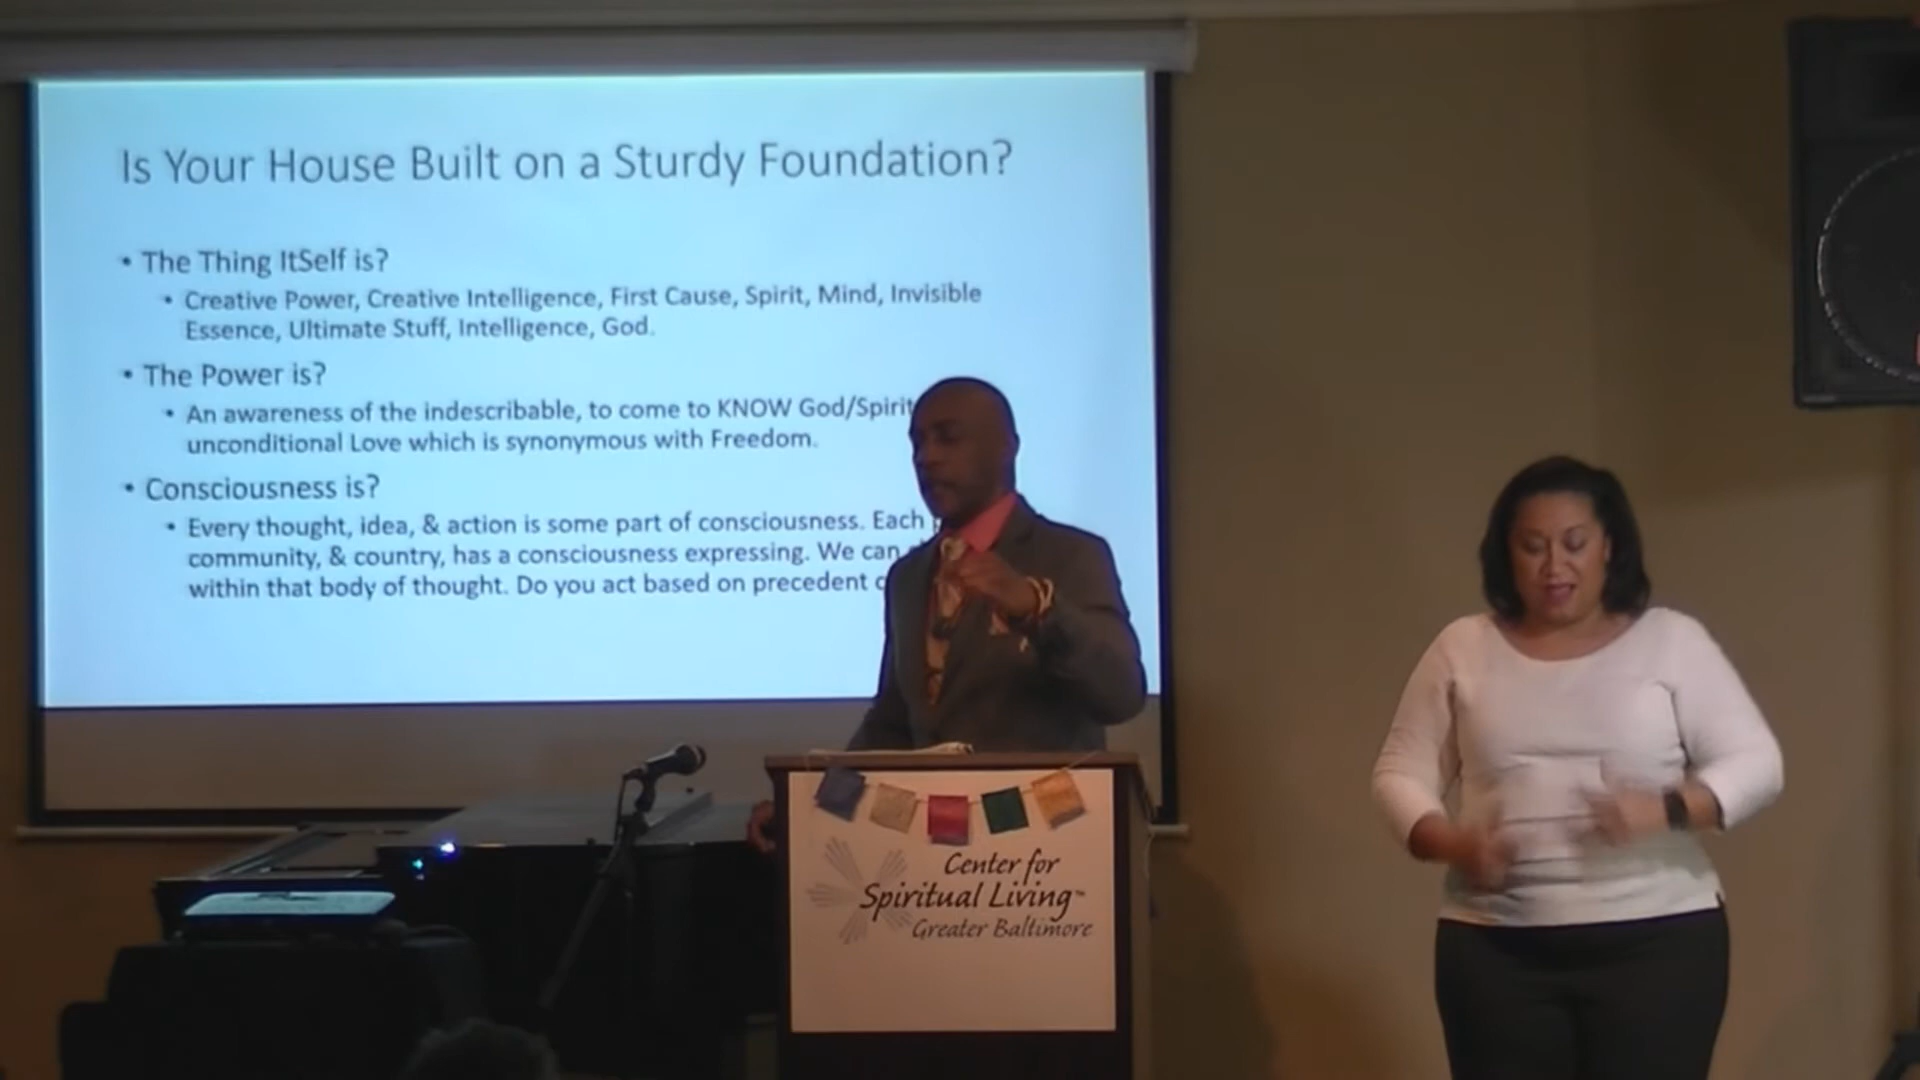 Is Your House Built on a Sturdy Foundation?
• The Thing ItSelf is?
• Creative Power, Creative Intelligence, First Cause, Spirit, Mind, Invisible
Essence, Ultimate Stuff, Intelligence, God.
• The Power is?
• An awareness of the indescribable, to come to KNOW God/Spirit
unconditional Love which is synonymous with Freedom.
• Consciousness is?
• Every thought, idea, & action is some part of consciousness. Each
community, & country, has a consciousness expressing. We can
within that body of thought. Do you act based on precedent
Center for
Spiritual Living™
Greater Baltimore